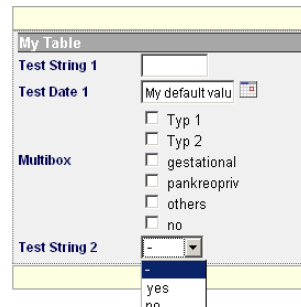 My Table
Test String 1
Test Date 1 My default valu
Typ 1
Typ 2
Multibox gestational
pankreopriv
others
no
Test String 2 -
-
yes
no